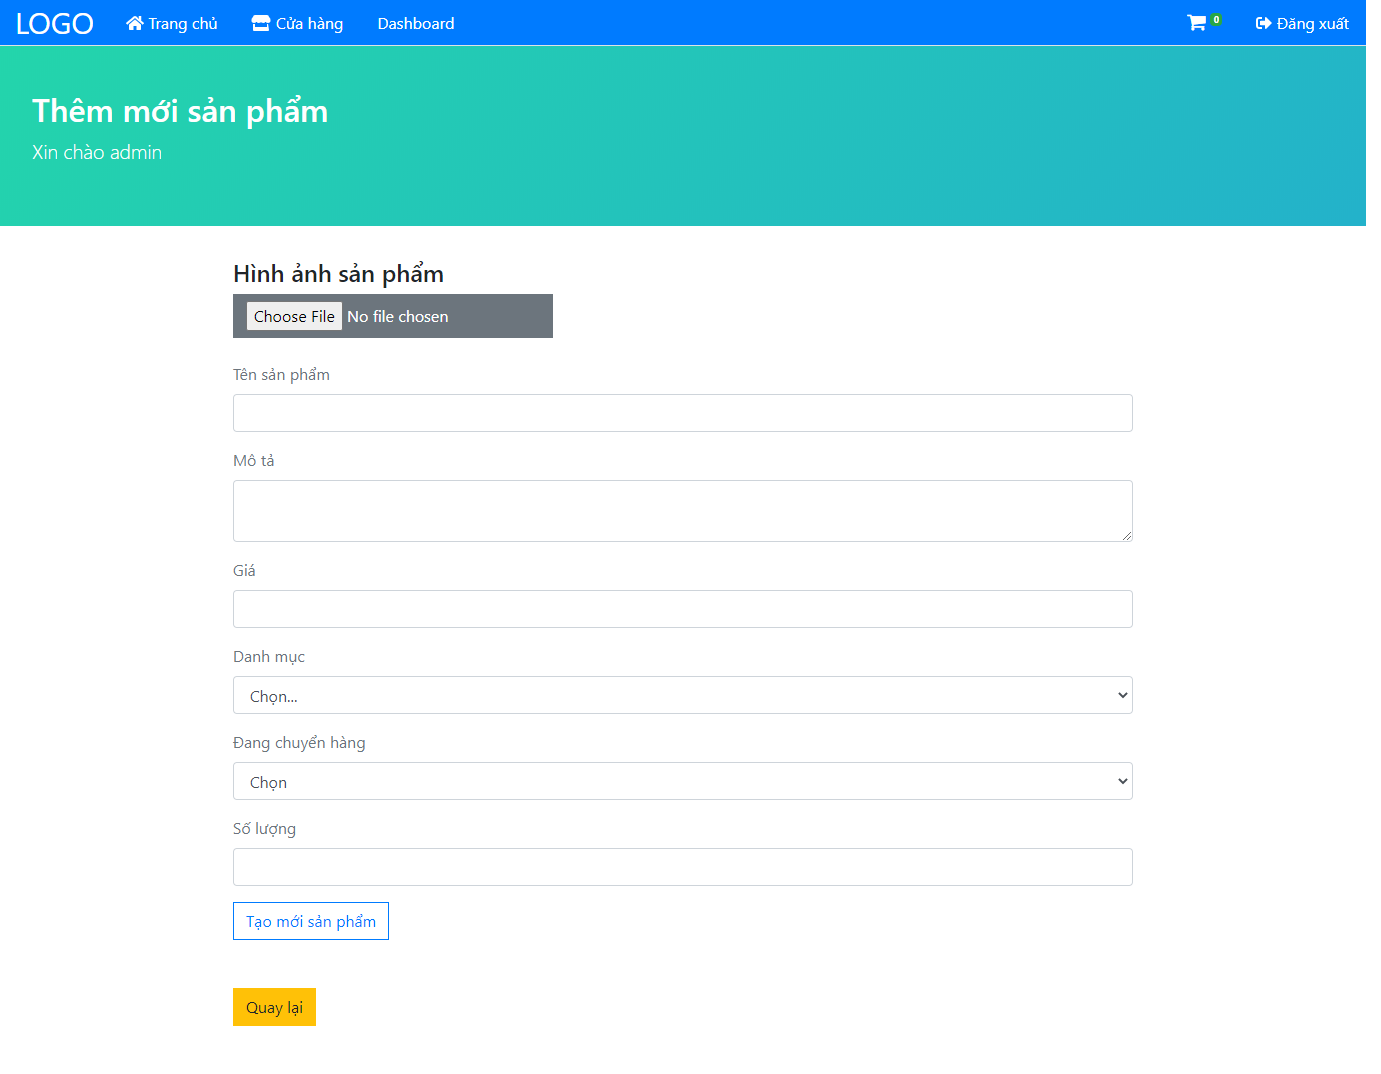 LOGO Trang chủ Cửa hàng Dashboard 0 Đăng xuất
Thêm mới sản phẩm
Xin chào admin
Hình ảnh sản phẩm
Choose File No file chosen
Tên sản phẩm
Mô tả
Giá
Danh mục
Chọn...
Đang chuyển hàng
Chọn
Số lượng
Tạo mới sản phẩm
Quay lại